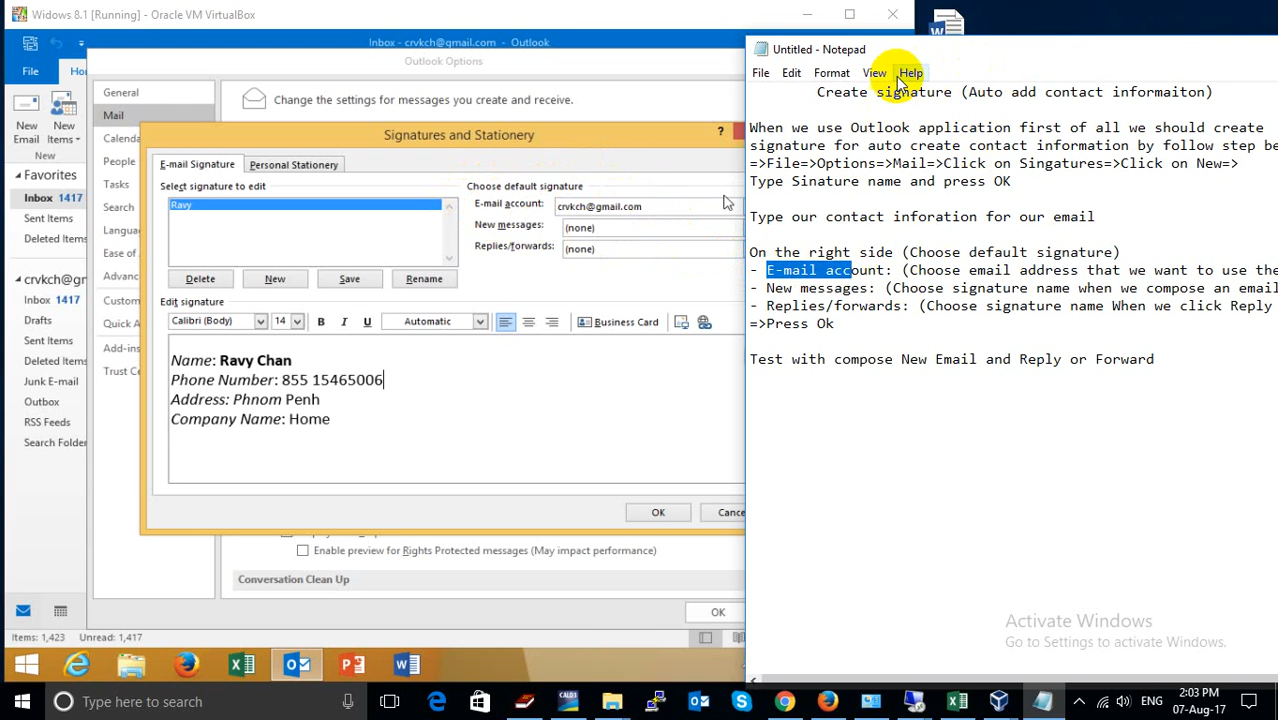 Widows 8.1 [Running] - Oracle VM VirtualBox
Inbox - crvkch@gmail.com - Outlook
File
Outlook Options
New Email
New Items
New
Favorites
Inbox 1417
Sent Items
Deleted Items
crvkch@gmail
Inbox 1417
Drafts
Sent Items
Deleted Items
Junk E-mail
Outbox
RSS Feeds
Search Folder
Items: 1,423 Unread: 1,417
General
Mail
Calenda
People
Tasks
Search
Ease of
Advanc
Custom
Quick A
Add-ins
Trust Ce
Change the settings for messages you create and receive.
Signatures and Stationery
?
E-mail Signature
Personal Stationery
Select signature to edit
Ravy
Choose default signature
E-mail account: crvkch@gmail.com
New messages: (none)
Replies/forwards: (none)
Delete
New
Save
Rename
Edit signature
Calibri (Body) 14 B I U Automatic Business Card
Name: Ravy Chan
Phone Number: 855 15465006
Address: Phnom Penh
Company Name: Home
OK
Cance
Enable preview for Rights Protected messages (May impact performance)
Conversation Clean Up
OK
Untitled - Notepad
File Edit Format View Help
Create signature (Auto add contact informaiton)
When we use Outlook application first of all we should create
signature for auto create contact information by follow step be
=>File=>Options=>Mail=>Click on Singatures=>Click on New=>
Type Sinature name and press OK
Type our contact inforation for our email
On the right side (Choose default signature)
- E-mail account: (Choose email address that we want to use the
- New messages: (Choose signature name when we compose an email
- Replies/forwards: (Choose signature name When we click Reply
=>Press Ok
Test with compose New Email and Reply or Forward
Activate Windows
Go to Settings to activate Windows.
Type here to search
ENG
2:03 PM
07-Aug-17